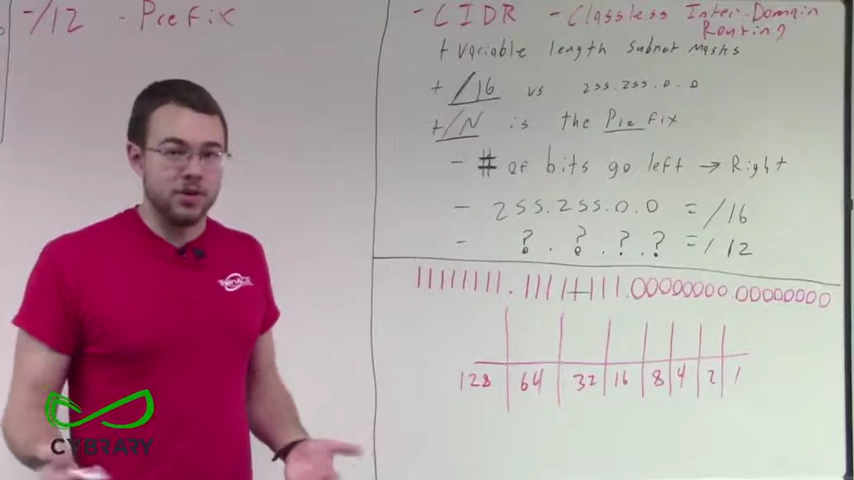 -/12 - Prefix
- CIDR - Classless Inter-Domain
Routing
+ Variable length Subnet Masks
+ /16 vs 255.255.0.0
+ /N is the Prefix
- # of bits go left → Right
- 255.255.0.0 = /16
- ?.?.?.? = /12
11111111.11111111.00000000.00000000
128 64 32 16 8 4 2 1
CYBRARY